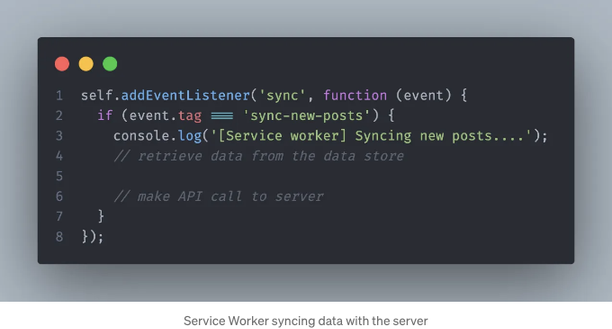 1 self.addEventListener('sync', function (event) {
2 if (event.tag === 'sync-new-posts') {
3 console.log('[Service worker] Syncing new posts....');
4 // retrieve data from the data store
5
6 // make API call to server
7 }
8 });
Service Worker syncing data with the server